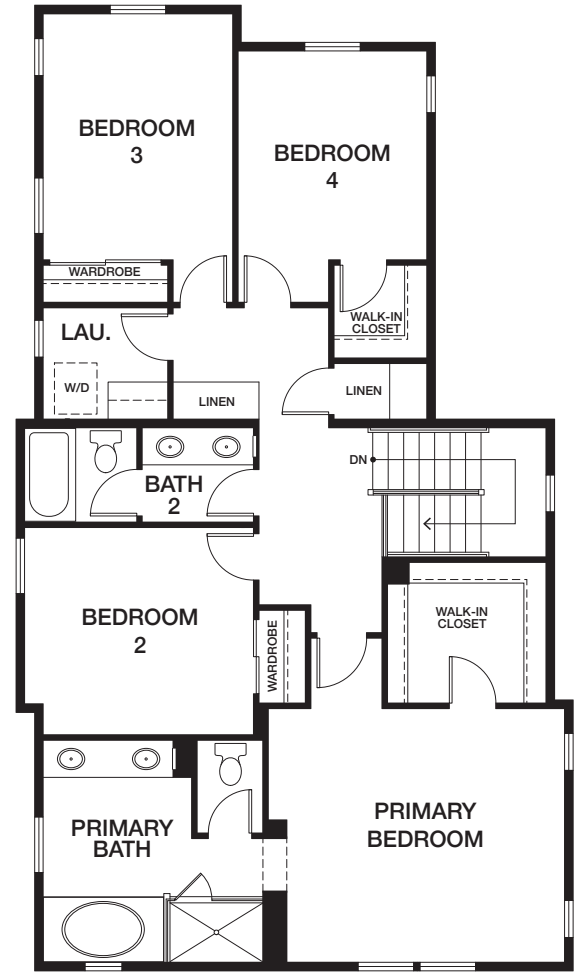 BEDROOM
3
BEDROOM
4
WARDROBE
WALK-IN
CLOSET
LAU.
W/D
LINEN
LINEN
DN
BATH
2
BEDROOM
2
WARDROBE
WALK-IN
CLOSET
PRIMARY
BATH
PRIMARY
BEDROOM